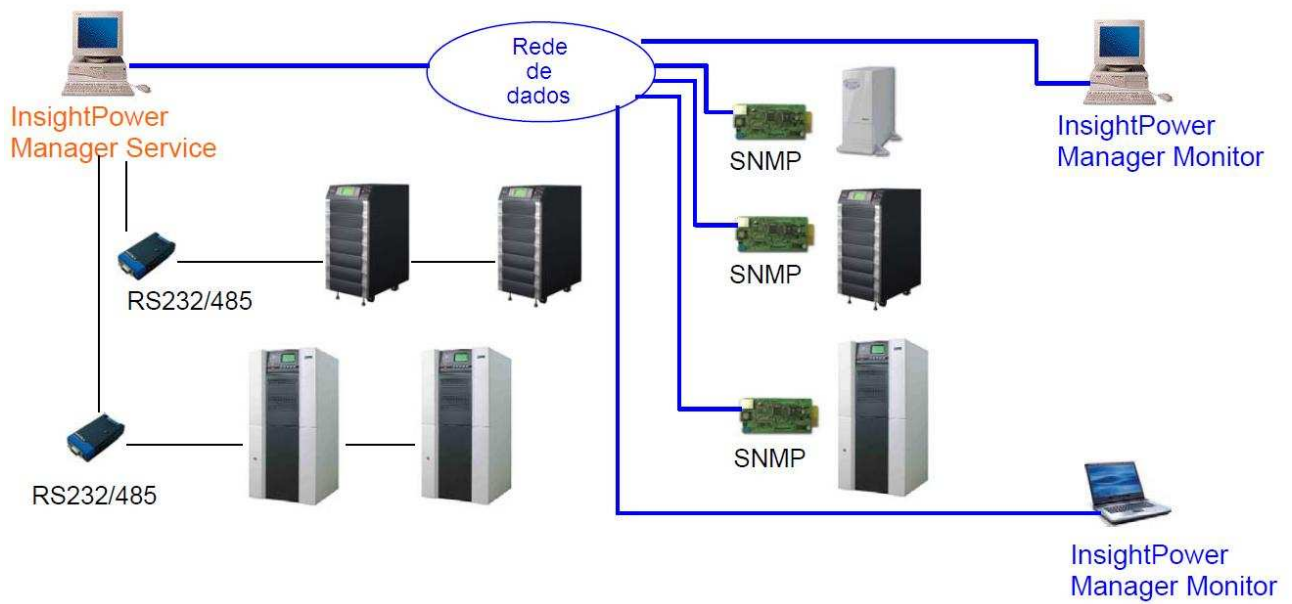 Rede
de
dados
InsightPower
Manager Service
InsightPower
Manager Monitor
SNMP
SNMP
RS232/485
SNMP
RS232/485
InsightPower
Manager Monitor